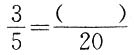 3/5 = (  )/20